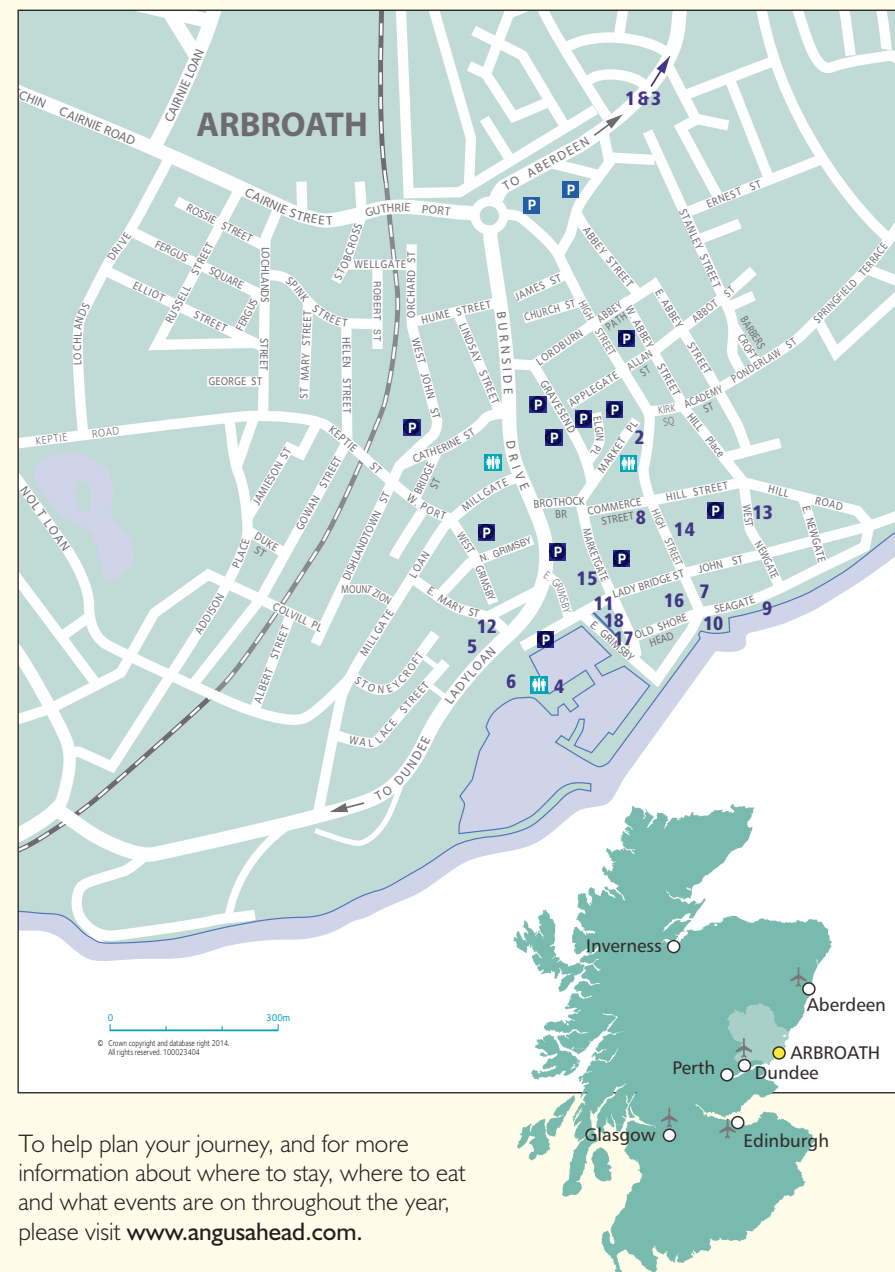 ARBROATH
CHIN
CAIRNIE ROAD
CAIRNIE LOAN
1 & 3
TO ABERDEEN
P
P
CAIRNIE STREET
GUTHRIE PORT
ERNEST ST
STANLEY STREET
ROSSIE STREET
FERGUS SQUARE
ELLIOT STREET
RUSSELL STREET
FERGUS
LOCHLANDS DRIVE
LOCHLANDS STREET
STOBCROSS
WELLGATE
ORCHARD ST
ROBERT ST
SPINK STREET
ST MARY STREET
HELEN STREET
GEORGE ST
HUME STREET
LINDSAY STREET
WEST JOHN ST
BURNSIDE DRIVE
JAMES ST
CHURCH ST
ABBEY STREET
HIGH STREET
ABBEY PATH
W. ABBEY STREET
E. ABBEY STREET
ABBOT ST
SPRINGFIELD TERRACE
BARBERS CROFT
PONDERLAW ST
ACADEMY ST
KIRK SQ
LORDBURN
P
ALLAN ST
APPLEGATE
GRAVESEND
P
P
P
P
ELGIN PL
MARKET PL
2
HILL Place
P
KEPTIE ROAD
KEPTIE ST
CATHERINE ST
BRIDGE ST
W. PORT
MILLGATE
NOLT LOAN
JAMIESON ST
GOWAN STREET
DUKE ST
DISHLANDTOWN ST
ADDISON PLACE
COLVILL PL
ALBERT STREET
MOUNT ZION
MILLGATE LOAN
P
WEST GRIMSBY
N. GRIMSBY
E. MARY ST
BROTHOCK BR
COMMERCE STREET
8
HILL STREET
HILL ROAD
P
13
14
HIGH STREET
WEST NEWGATE
E. NEWGATE
P
P
MARKETGATE
15
E. GRIMSBY
LADY BRIDGE ST
JOHN ST
7
11
16
SEAGATE
9
18
10
17
OLD SHORE HEAD
E. GRIMSBY
12
5
P
6
4
LADYLOAN
STONEYCROFT
WALLACE STREET
TO DUNDEE
0
300m
© Crown copyright and database right 2014.
All rights reserved. 100023404
Inverness
Aberdeen
ARBROATH
Perth
Dundee
Glasgow
Edinburgh
To help plan your journey, and for more
information about where to stay, where to eat
and what events are on throughout the year,
please visit www.angusahead.com.